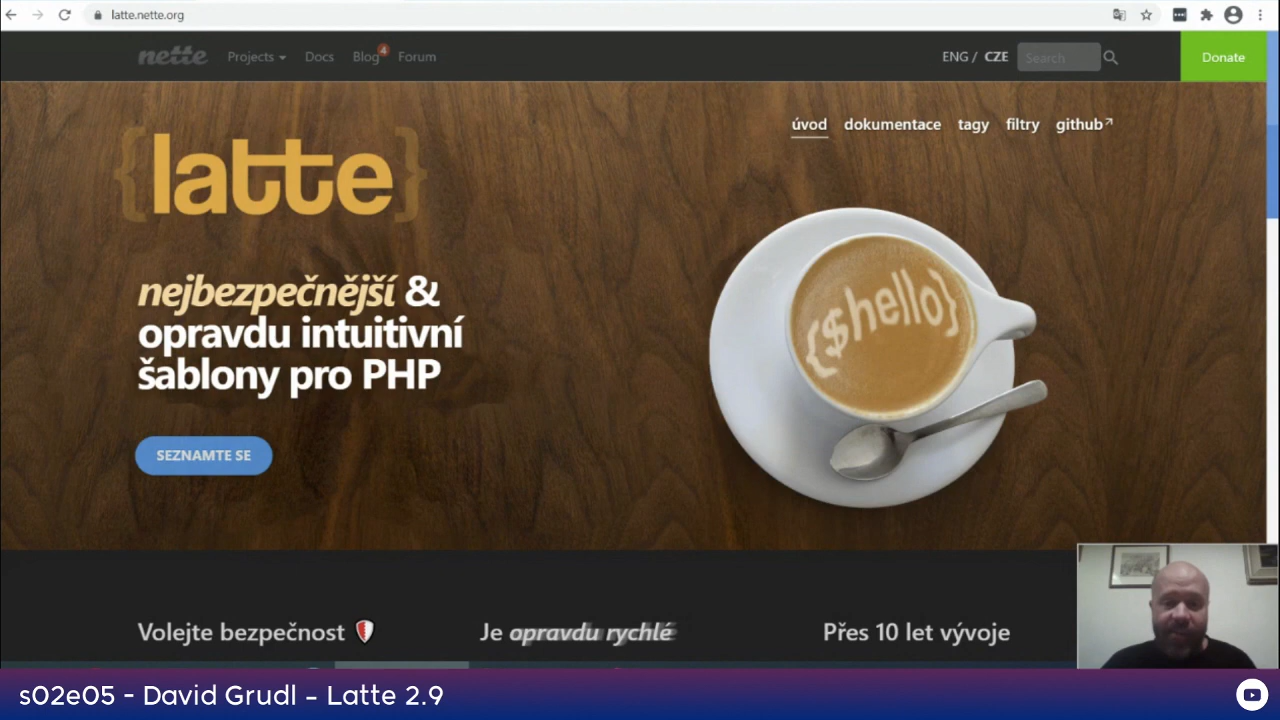 latte.nette.org
nette Projects Docs Blog 4 Forum ENG / CZE Search Donate
úvod dokumentace tagy filtry github
{latte}
nejbezpečnější &
opravdu intuitivní
šablony pro PHP
{$hello}
SEZNAMTE SE
Volejte bezpečnost Je opravdu rychlé Přes 10 let vývoje
s02e05 - David Grudl - Latte 2.9